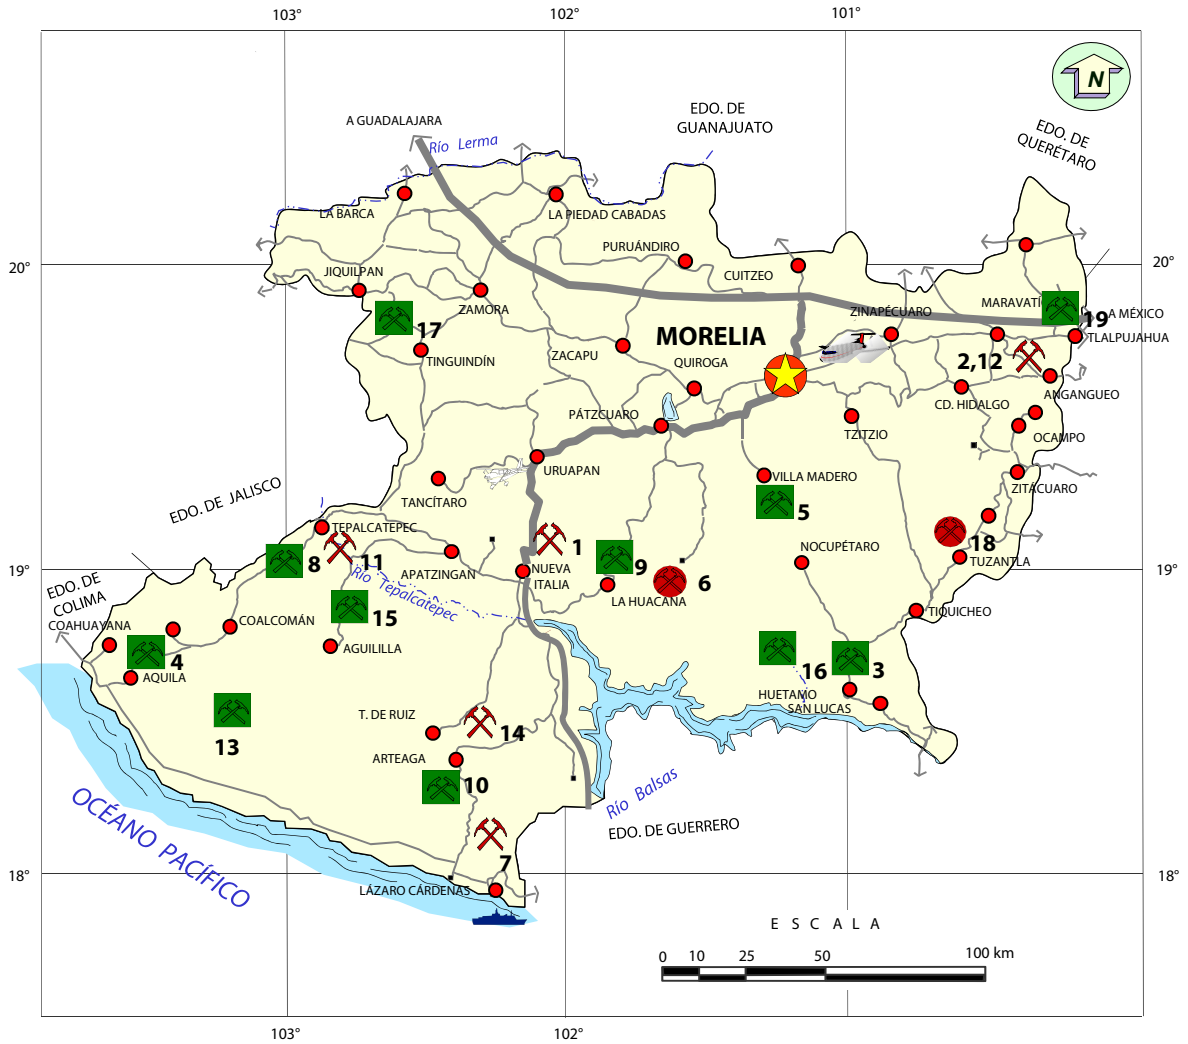 103°
102°
101°
N
EDO. DE
GUANAJUATO
A GUADALAJARA
Río Lerma
EDO. DE
QUERÉTARO
LA BARCA
LA PIEDAD CABADAS
PURUÁNDIRO
CUITZEO
20°
20°
JIQUILPAN
ZAMORA
17
TINGUINDÍN
ZACAPU
MORELIA
QUIROGA
ZINAPÉCUARO
MARAVATÍO
19
A MÉXICO
TLALPUJAHUA
2,12
ANGANGUEO
CD. HIDALGO
PÁTZCUARO
TZITZIO
OCAMPO
URUAPAN
VILLA MADERO
ZITÁCUARO
TANCÍTARO
EDO. DE JALISCO
5
TEPALCATEPEC
8
11
1
NOCUPÉTARO
18
TUZANTLA
APATZINGAN
NUEVA
ITALIA
9
6
LA HUACANA
19°
19°
EDO. DE
COLIMA
Río Tepalcatepec
COAHUAYANA
COALCOMÁN
15
TIQUICHEO
AGUILILLA
4
AQUILA
16
3
HUETAMO
SAN LUCAS
13
T. DE RUIZ
14
ARTEAGA
10
Río Balsas
EDO. DE GUERRERO
OCÉANO PACÍFICO
7
LÁZARO CÁRDENAS
18°
18°
E S C A L A
0 10 25 50 100 km
103°
102°